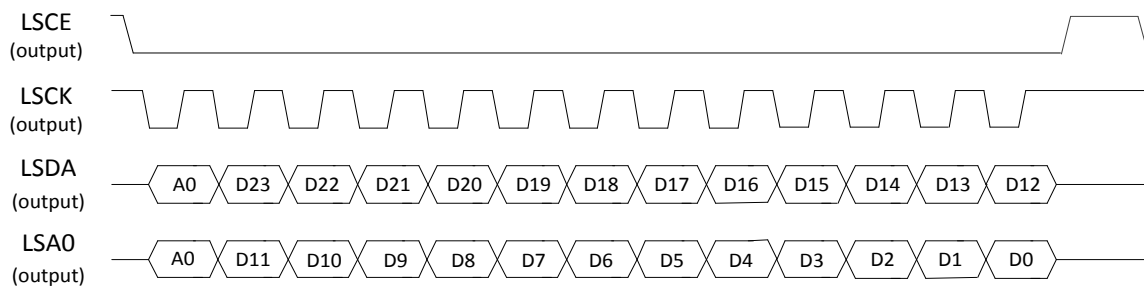 LSCE
(output)
LSCK
(output)
LSDA
(output)
A0 D23 D22 D21 D20 D19 D18 D17 D16 D15 D14 D13 D12
LSA0
(output)
A0 D11 D10 D9 D8 D7 D6 D5 D4 D3 D2 D1 D0